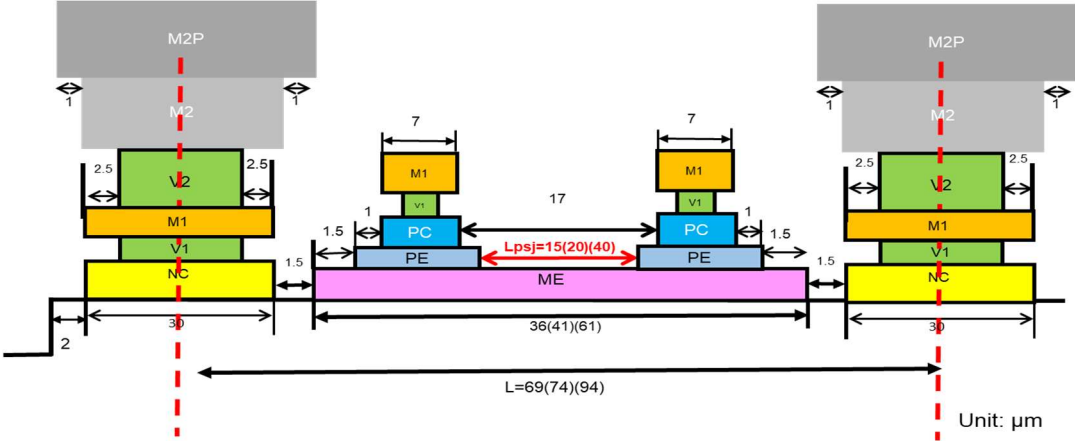 M2P
M2P
1
1
M2
1
1
M2
7
7
2.5
2.5
V2
M1
M1
2.5
2.5
V2
V1
17
V1
M1
1
1
M1
V1
1.5
PC
PC
1.5
V1
NC
1.5
PE
Lpsj=15(20)(40)
PE
1.5
NC
ME
2
30
36(41)(61)
30
L=69(74)(94)
Unit: μm